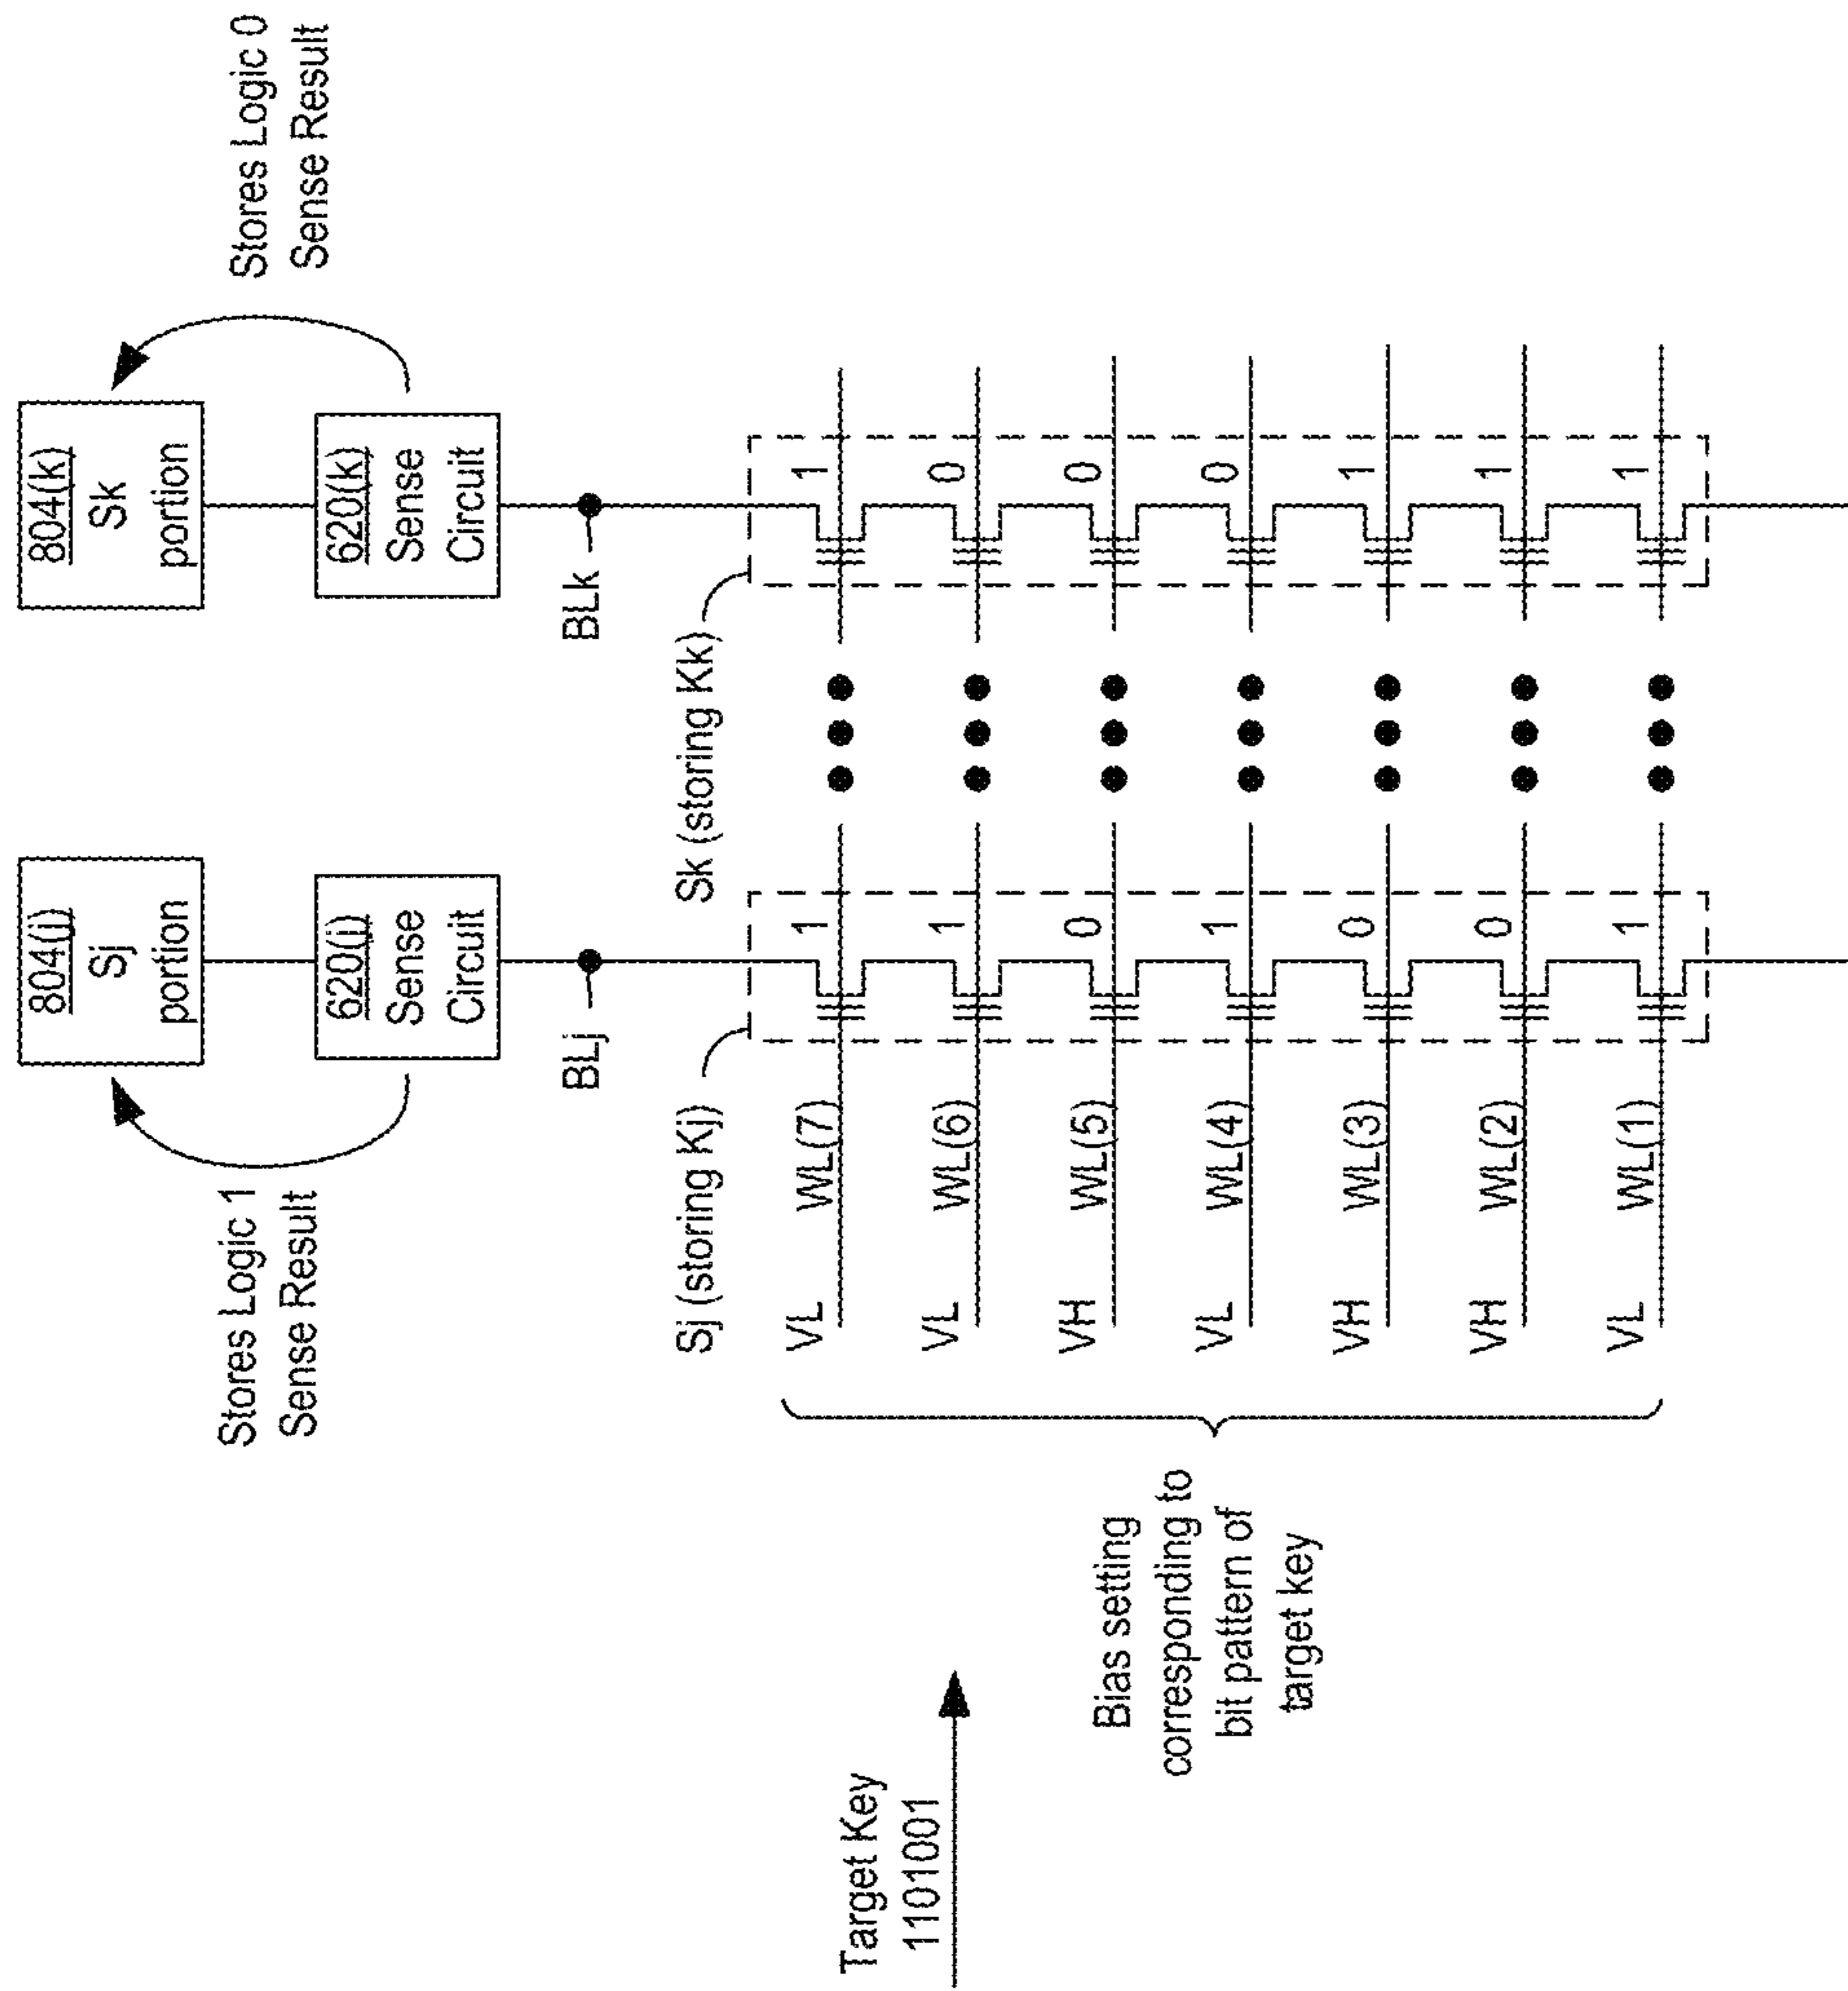 804(j)
Sj
portion
804(k)
Sk
portion
Stores Logic 1
Sense Result
Stores Logic 0
Sense Result
620(j)
Sense
Circuit
620(k)
Sense
Circuit
BLj
BLk
Sj (storing Kj)
Sk (storing Kk)
VL WL(7) 1 1
VL WL(6) 1 0
VH WL(5) 0 0
VL WL(4) 1 0
VH WL(3) 0 1
VH WL(2) 0 1
VL WL(1) 1 1
Target Key
1101001
Bias setting
corresponding to
bit pattern of
target key